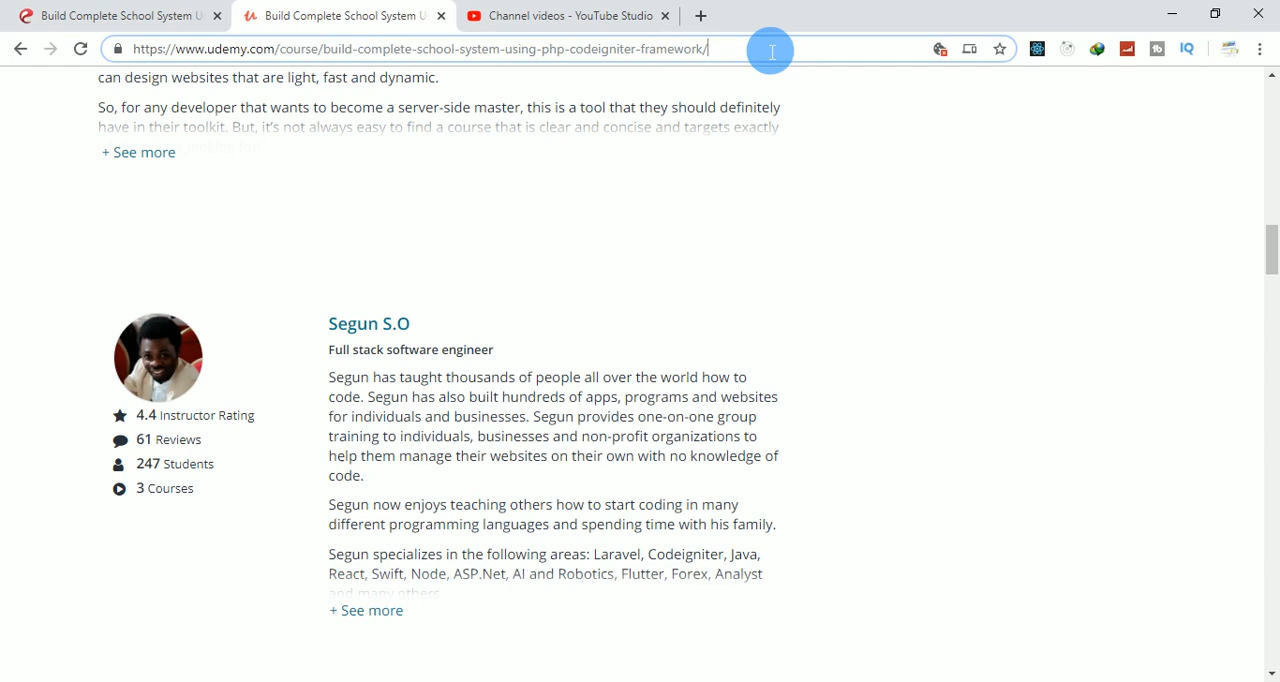 Build Complete School System U
Build Complete School System U
Channel videos - YouTube Studio
https://www.udemy.com/course/build-complete-school-system-using-php-codeigniter-framework/
can design websites that are light, fast and dynamic.
So, for any developer that wants to become a server-side master, this is a tool that they should definitely
have in their toolkit. But, it's not always easy to find a course that is clear and concise and targets exactly
+ See more
Segun S.O
Full stack software engineer
Segun has taught thousands of people all over the world how to
code. Segun has also built hundreds of apps, programs and websites
for individuals and businesses. Segun provides one-on-one group
training to individuals, businesses and non-profit organizations to
help them manage their websites on their own with no knowledge of
code.
Segun now enjoys teaching others how to start coding in many
different programming languages and spending time with his family.
Segun specializes in the following areas: Laravel, Codeigniter, Java,
React, Swift, Node, ASP.Net, AI and Robotics, Flutter, Forex, Analyst
and many others
+ See more
4.4 Instructor Rating
61 Reviews
247 Students
3 Courses
tb
IQ